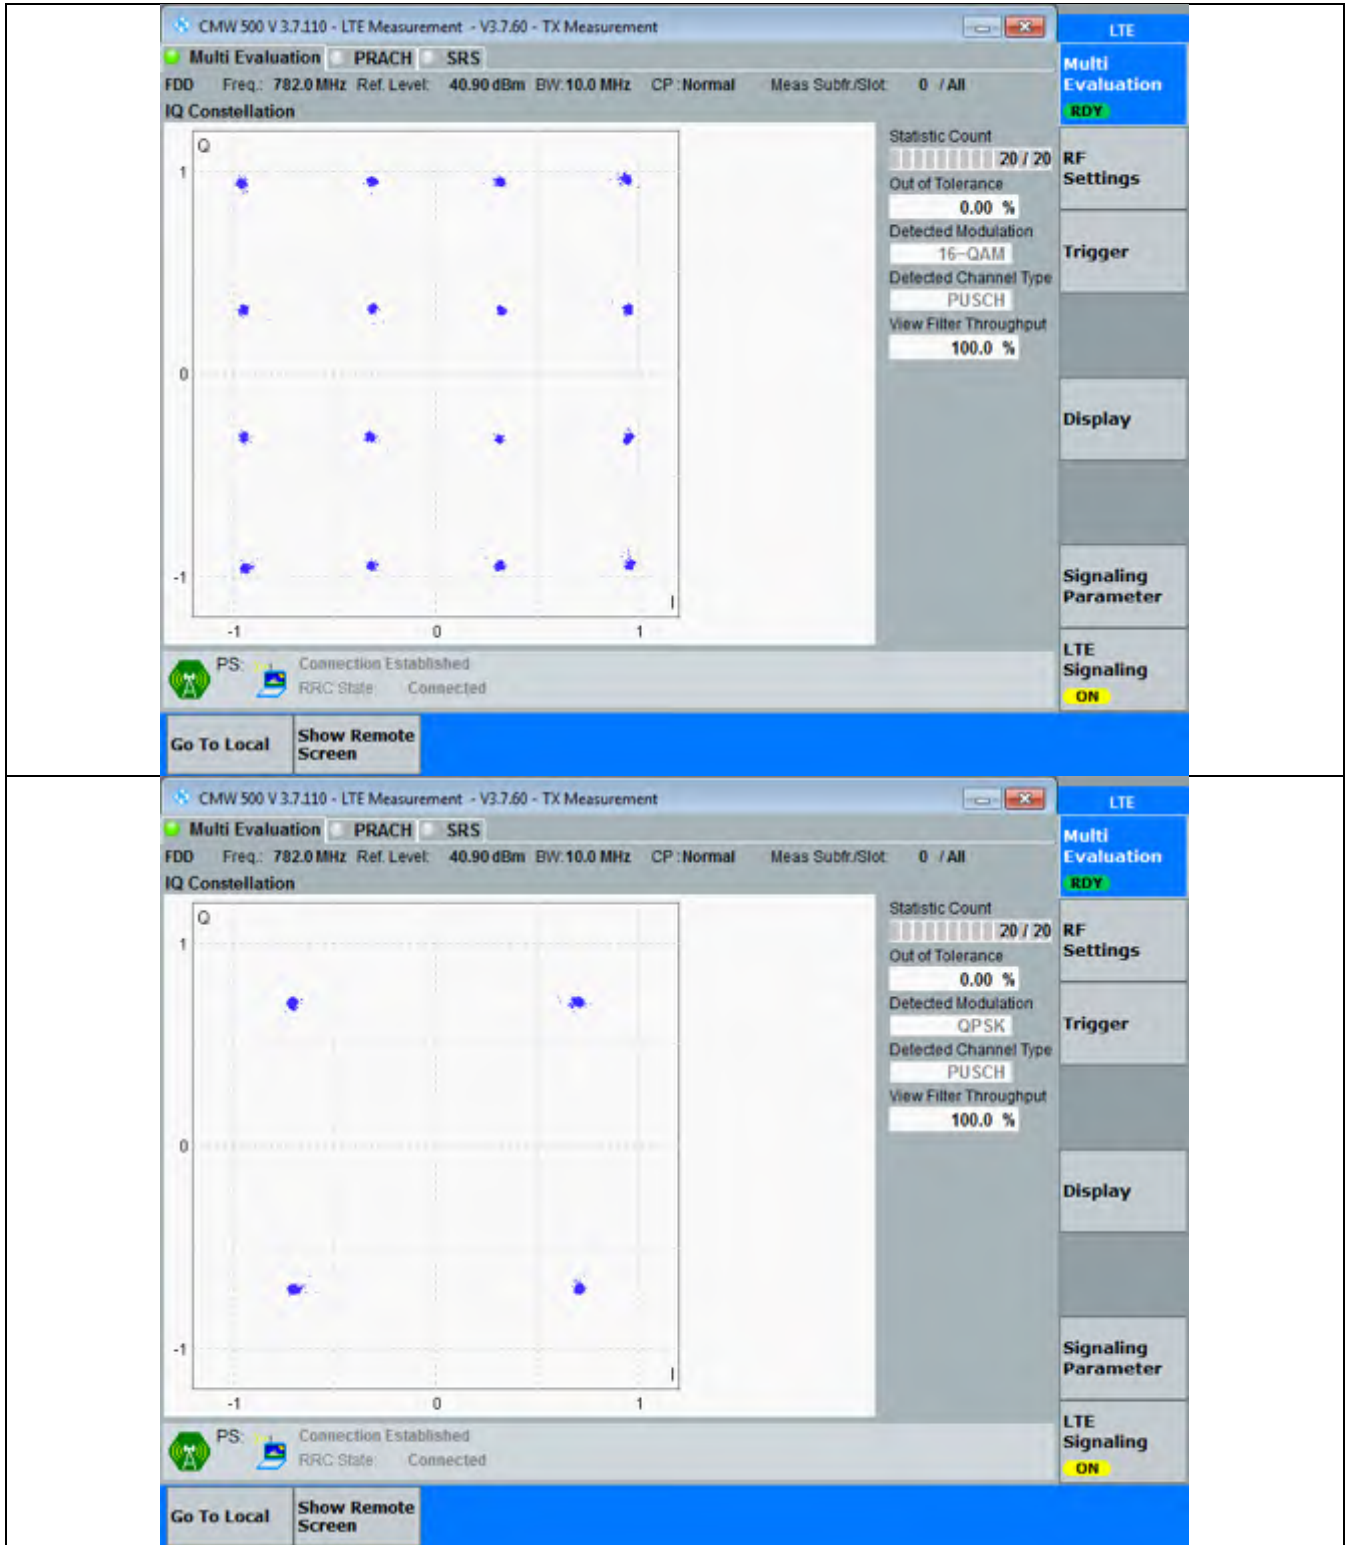 CMW 500 V 3.7.110 - LTE Measurement - V3.7.60 - TX Measurement
LTE
Multi Evaluation PRACH SRS
FDD Freq.: 782.0 MHz Ref. Level: 40.90 dBm BW: 10.0 MHz CP : Normal Meas Subfr./Slot: 0 / All
IQ Constellation
Multi
Evaluation
RDY
Q
1
0
-1
-1 0 1
I
Statistic Count
20 / 20
Out of Tolerance
0.00 %
Detected Modulation
16-QAM
Detected Channel Type
PUSCH
View Filter Throughput
100.0 %
RF
Settings
Trigger
Display
Signaling
Parameter
LTE
Signaling
ON
PS: Connection Established
RRC State: Connected
Go To Local
Show Remote
Screen
CMW 500 V 3.7.110 - LTE Measurement - V3.7.60 - TX Measurement
LTE
Multi Evaluation PRACH SRS
FDD Freq.: 782.0 MHz Ref. Level: 40.90 dBm BW: 10.0 MHz CP : Normal Meas Subfr./Slot: 0 / All
IQ Constellation
Multi
Evaluation
RDY
Q
1
0
-1
-1 0 1
I
Statistic Count
20 / 20
Out of Tolerance
0.00 %
Detected Modulation
QPSK
Detected Channel Type
PUSCH
View Filter Throughput
100.0 %
RF
Settings
Trigger
Display
Signaling
Parameter
LTE
Signaling
ON
PS: Connection Established
RRC State: Connected
Go To Local
Show Remote
Screen